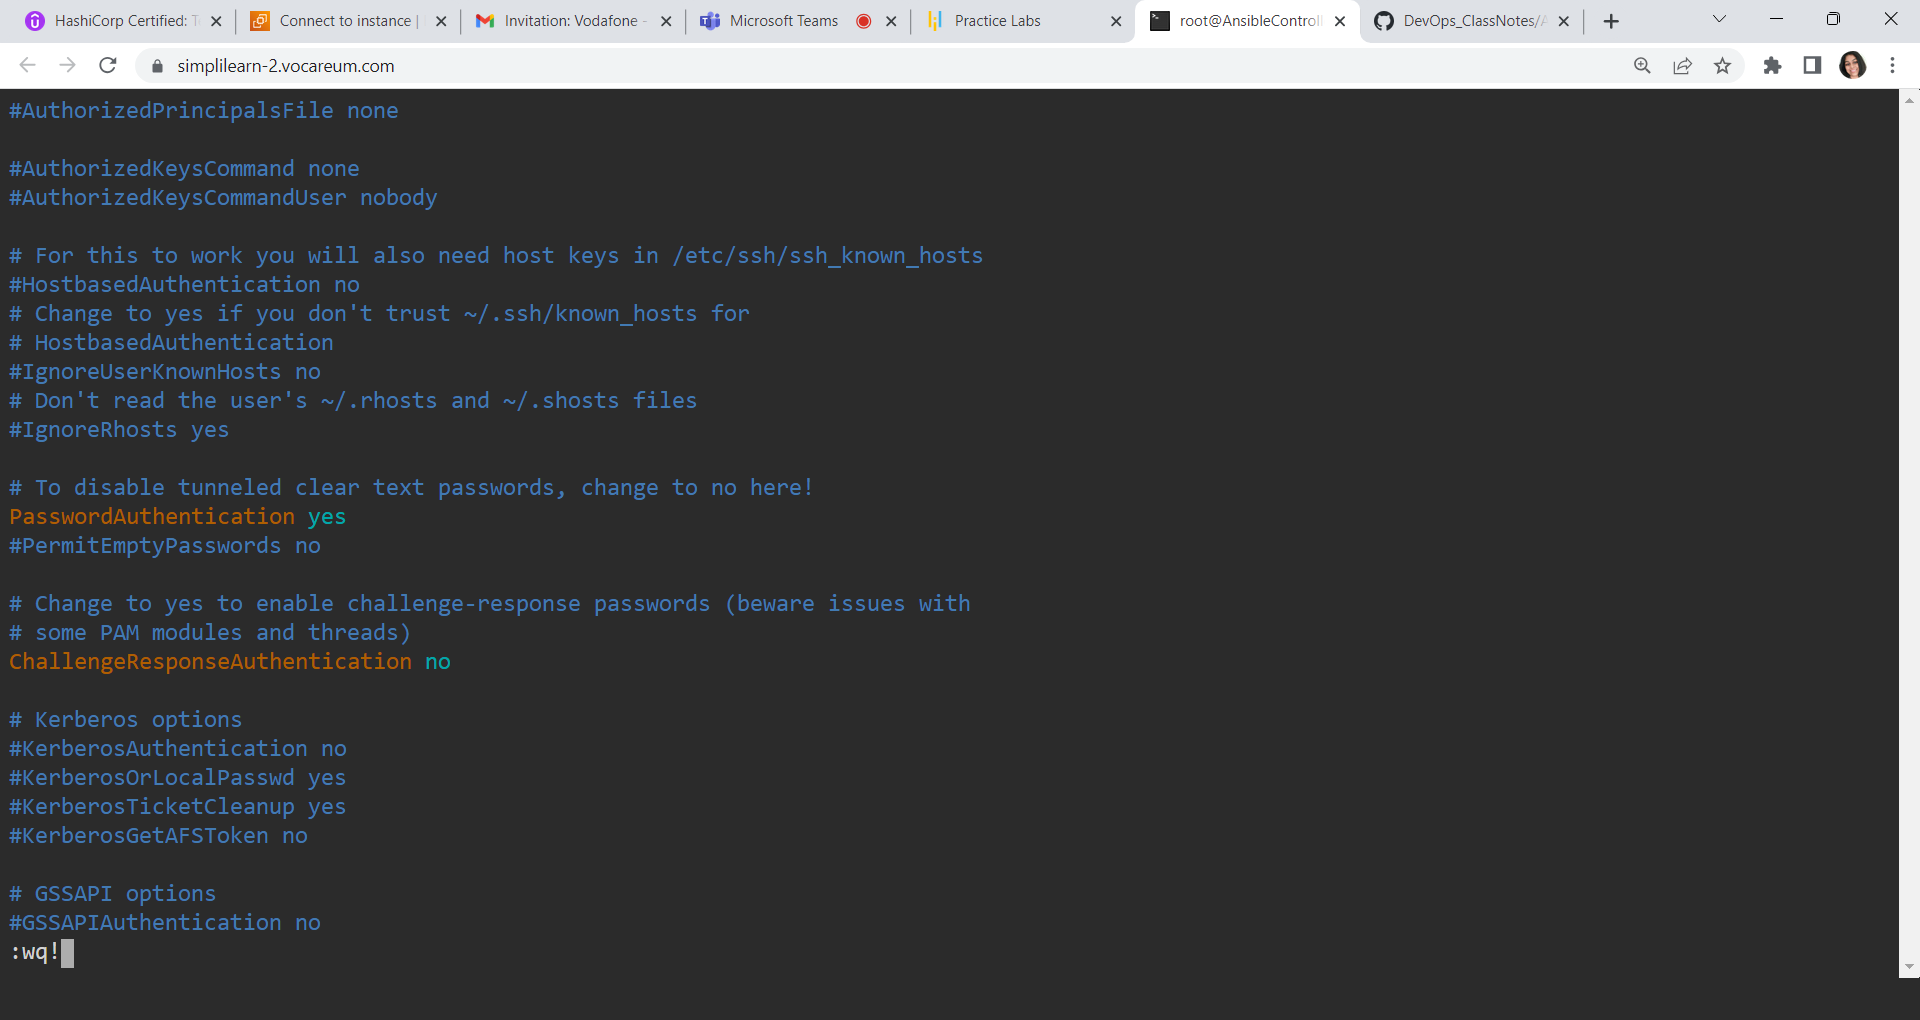 HashiCorp Certified: T
Connect to instance |
Invitation: Vodafone -
Microsoft Teams
Practice Labs
root@AnsibleControl
DevOps_ClassNotes/A
simplilearn-2.vocareum.com
#AuthorizedPrincipalsFile none
#AuthorizedKeysCommand none
#AuthorizedKeysCommandUser nobody
# For this to work you will also need host keys in /etc/ssh/ssh_known_hosts
#HostbasedAuthentication no
# Change to yes if you don't trust ~/.ssh/known_hosts for
# HostbasedAuthentication
#IgnoreUserKnownHosts no
# Don't read the user's ~/.rhosts and ~/.shosts files
#IgnoreRhosts yes
# To disable tunneled clear text passwords, change to no here!
PasswordAuthentication yes
#PermitEmptyPasswords no
# Change to yes to enable challenge-response passwords (beware issues with
# some PAM modules and threads)
ChallengeResponseAuthentication no
# Kerberos options
#KerberosAuthentication no
#KerberosOrLocalPasswd yes
#KerberosTicketCleanup yes
#KerberosGetAFSToken no
# GSSAPI options
#GSSAPIAuthentication no
:wq!